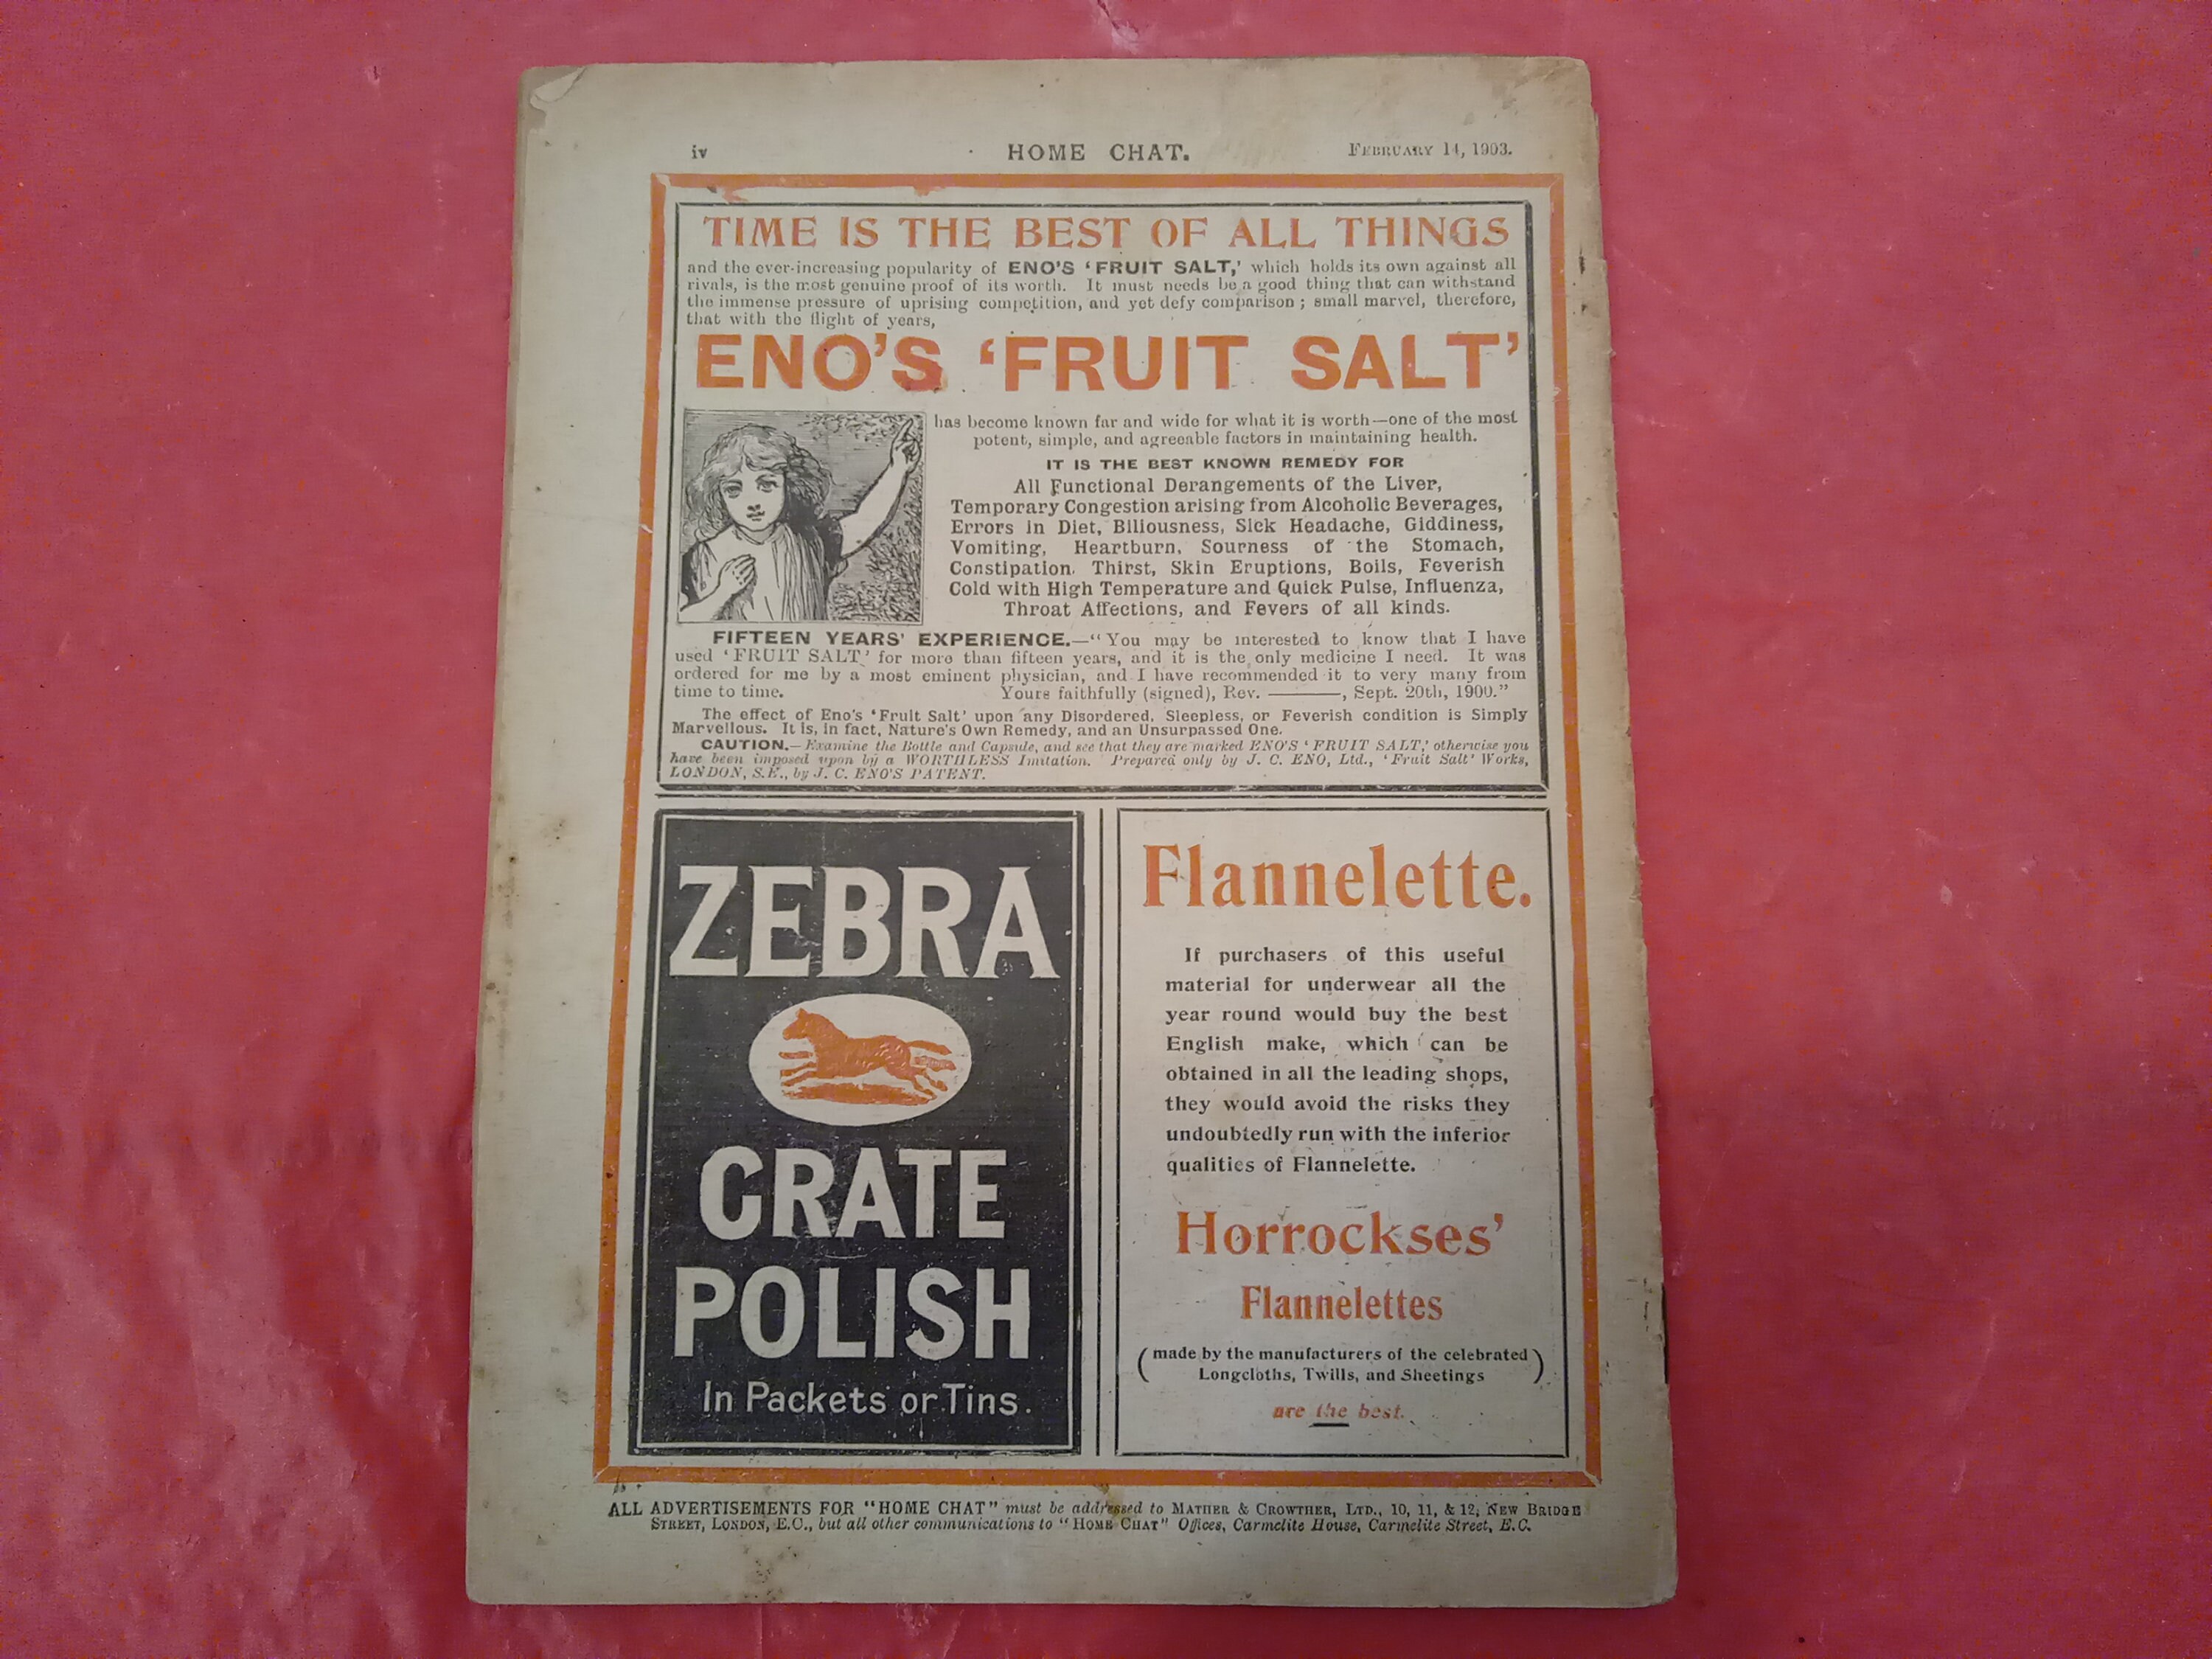 iv HOME CHAT. FEBRUARY 14, 1903.
TIME IS THE BEST OF ALL THINGS
and the ever-increasing popularity of ENO'S 'FRUIT SALT,' which holds its own against all
rivals, is the most genuine proof of its worth. It must needs be a good thing that can withstand
the immense pressure of uprising competition, and yet defy comparison; small marvel, therefore,
that with the flight of years,
ENO'S 'FRUIT SALT'
has become known far and wide for what it is worth—one of the most
potent, simple, and agreeable factors in maintaining health.
IT IS THE BEST KNOWN REMEDY FOR
All Functional Derangements of the Liver,
Temporary Congestion arising from Alcoholic Beverages,
Errors in Diet, Biliousness, Sick Headache, Giddiness,
Vomiting, Heartburn, Sourness of the Stomach,
Constipation, Thirst, Skin Eruptions, Boils, Feverish
Cold with High Temperature and Quick Pulse, Influenza,
Throat Affections, and Fevers of all kinds.
FIFTEEN YEARS' EXPERIENCE.—"You may be interested to know that I have
used 'FRUIT SALT' for more than fifteen years, and it is the only medicine I need. It was
ordered for me by a most eminent physician, and I have recommended it to very many from
time to time. Yours faithfully (signed), Rev. ———, Sept. 20th, 1900."
The effect of Eno's 'Fruit Salt' upon any Disordered, Sleepless, or Feverish condition is Simply
Marvellous. It is, in fact, Nature's Own Remedy, and an Unsurpassed One.
CAUTION.—Examine the Bottle and Capsule, and see that they are marked ENO'S 'FRUIT SALT,' otherwise you
have been imposed upon by a WORTHLESS Imitation. Prepared only by J. C. ENO, Ltd., 'Fruit Salt' Works,
LONDON, S.E., by J. C. ENO'S PATENT.
ZEBRA
GRATE
POLISH
In Packets or Tins.
Flannelette.
If purchasers of this useful
material for underwear all the
year round would buy the best
English make, which can be
obtained in all the leading shops,
they would avoid the risks they
undoubtedly run with the inferior
qualities of Flannelette.
Horrockses'
Flannelettes
(made by the manufacturers of the celebrated
Longcloths, Twills, and Sheetings)
are the best.
ALL ADVERTISEMENTS FOR "HOME CHAT" must be addressed to MATHER & CROWTHER, LTD., 10, 11, & 12, NEW BRIDGE
STREET, LONDON, E.C., but all other communications to "HOME CHAT" Offices, Carmelite House, Carmelite Street, E.C.